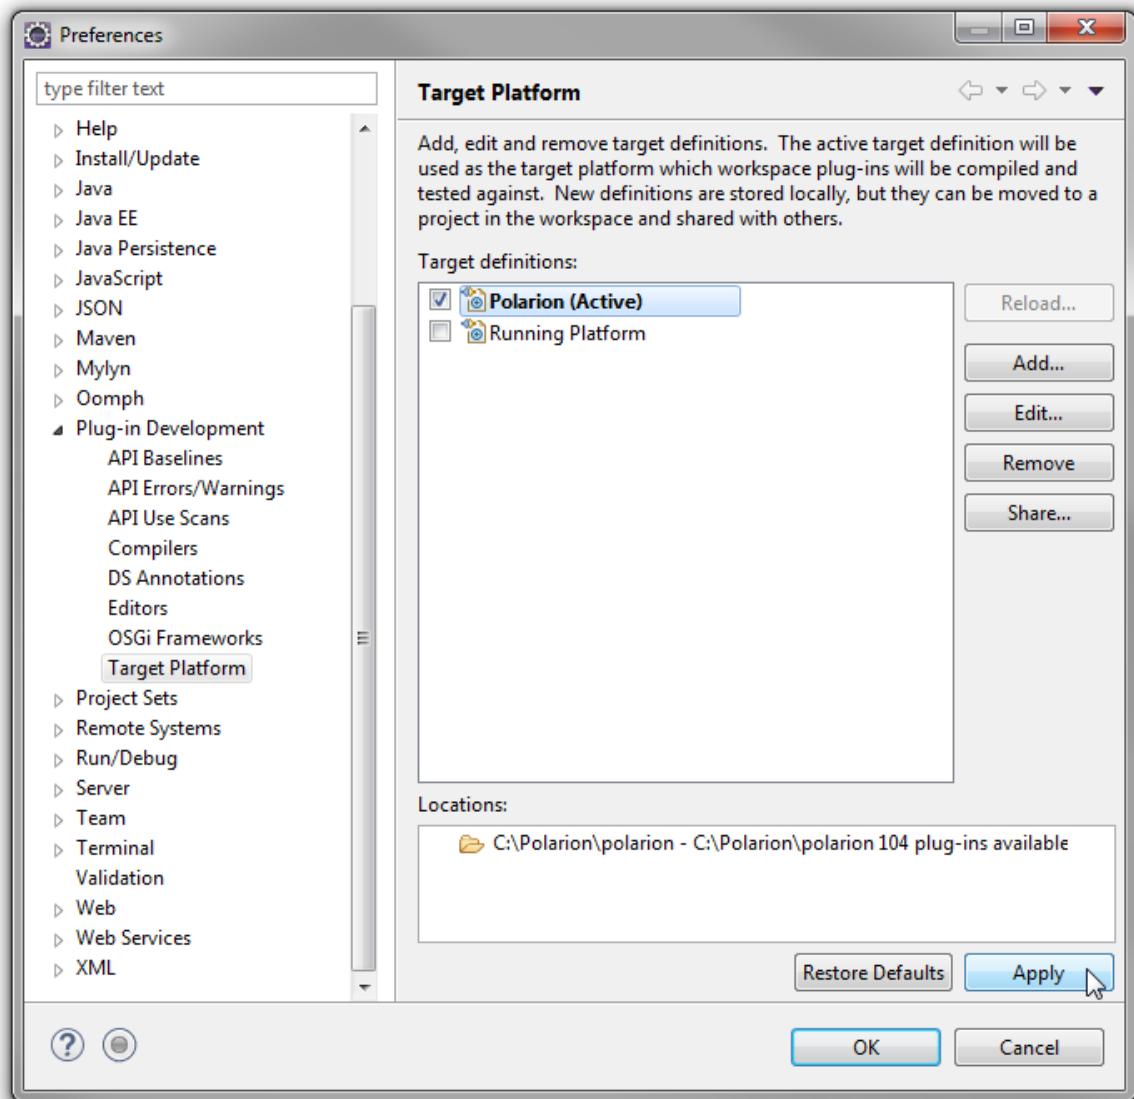 Preferences
type filter text
Help
Install/Update
Java
Java EE
Java Persistence
JavaScript
JSON
Maven
Mylyn
Oomph
Plug-in Development
API Baselines
API Errors/Warnings
API Use Scans
Compilers
DS Annotations
Editors
OSGi Frameworks
Target Platform
Project Sets
Remote Systems
Run/Debug
Server
Team
Terminal
Validation
Web
Web Services
XML
Target Platform
Add, edit and remove target definitions.  The active target definition will be
used as the target platform which workspace plug-ins will be compiled and
tested against.  New definitions are stored locally, but they can be moved to a
project in the workspace and shared with others.
Target definitions:
Polarion (Active)
Running Platform
Reload...
Add...
Edit...
Remove
Share...
Locations:
C:\Polarion\polarion - C:\Polarion\polarion 104 plug-ins available
Restore Defaults
Apply
OK
Cancel